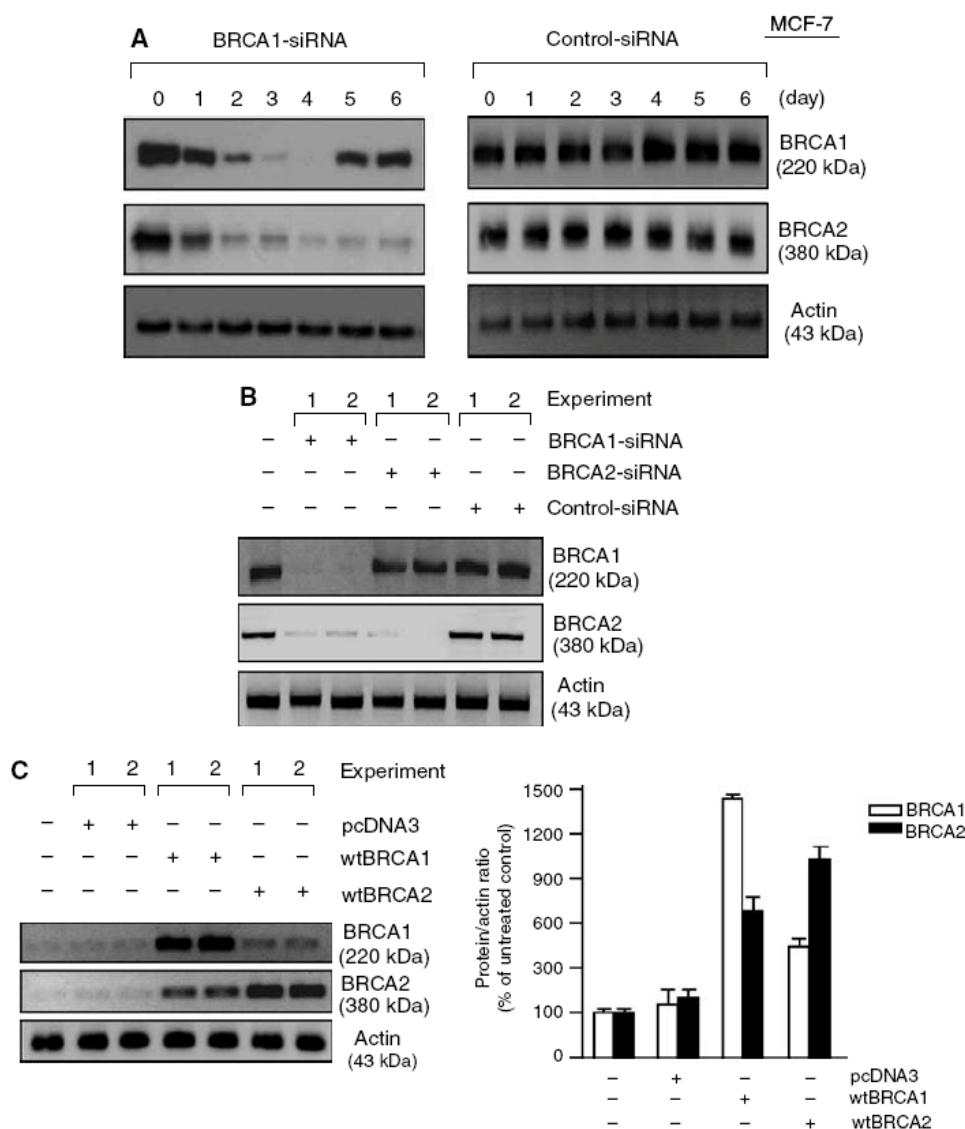 MCF-7
A BRCA1-siRNA Control-siRNA
0 1 2 3 4 5 6 0 1 2 3 4 5 6 (day)
BRCA1
(220 kDa)
BRCA2
(380 kDa)
Actin
(43 kDa)
B 1 2 1 2 1 2 Experiment
– + + – – – – BRCA1-siRNA
– – – + + – – BRCA2-siRNA
– – – – – + + Control-siRNA
BRCA1
(220 kDa)
BRCA2
(380 kDa)
Actin
(43 kDa)
C 1 2 1 2 1 2 Experiment
– + + – – – – pcDNA3
– – – + + – – wtBRCA1
– – – – – + + wtBRCA2
BRCA1
(220 kDa)
BRCA2
(380 kDa)
Actin
(43 kDa)
Protein/actin ratio
(% of untreated control)
1500
1200
900
600
300
100
0
BRCA1
BRCA2
– + – – pcDNA3
– – + – wtBRCA1
– – – + wtBRCA2